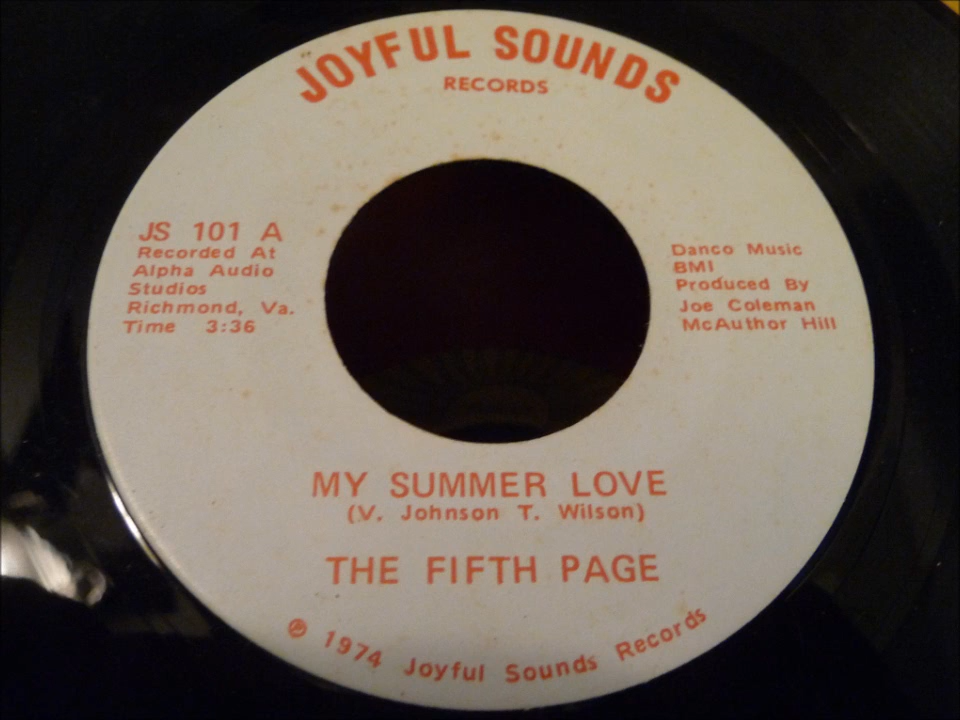 JOYFUL SOUNDS
RECORDS
JS 101 A
Recorded At
Alpha Audio
Studios
Richmond, Va.
Time 3:36
Danco Music
BMI
Produced By
Joe Coleman
McAuthor Hill
MY SUMMER LOVE
(V. Johnson T. Wilson)
THE FIFTH PAGE
℗ 1974 Joyful Sounds Records